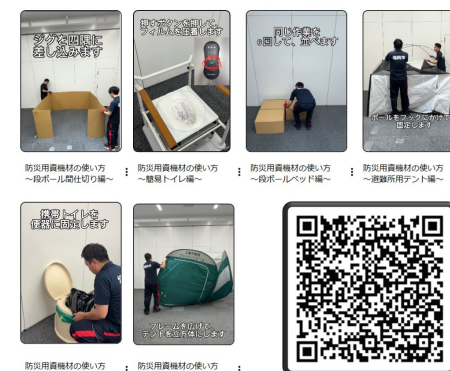 ジグを四隅に
差し込みます
押すボタンを押して、
フィルムを圧着します
同じ作業を
6回して、並べます
ポールをフックにかけて
固定します
防災用資機材の使い方
～段ボール間仕切り編～
防災用資機材の使い方
～簡易トイレ編～
防災用資機材の使い方
～段ボールベッド編～
防災用資機材の使い方
～避難所用テント編～
携帯トイレを
便器に固定します
フレームを広げて、
テントを立方体にします
防災用資機材の使い方
防災用資機材の使い方